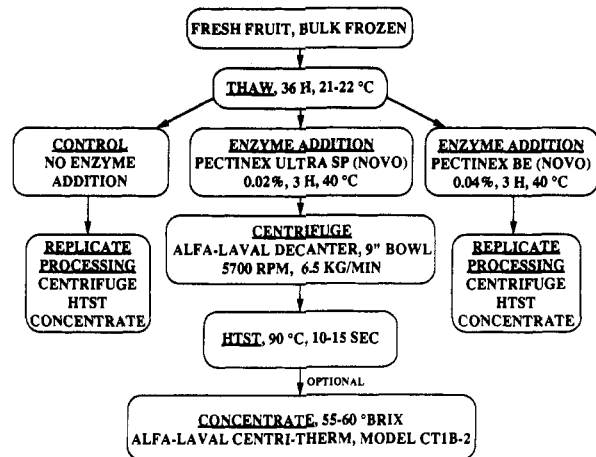 FRESH FRUIT, BULK FROZEN
THAW, 36 H, 21-22 °C
CONTROL
NO ENZYME
ADDITION
ENZYME ADDITION
PECTINEX ULTRA SP (NOVO)
0.02%, 3 H, 40 °C
ENZYME ADDITION
PECTINEX BE (NOVO)
0.04%, 3 H, 40 °C
REPLICATE
PROCESSING
CENTRIFUGE
HTST
CONCENTRATE
CENTRIFUGE
ALFA-LAVAL DECANTER, 9" BOWL
5700 RPM, 6.5 KG/MIN
REPLICATE
PROCESSING
CENTRIFUGE
HTST
CONCENTRATE
HTST, 90 °C, 10-15 SEC
OPTIONAL
CONCENTRATE, 55-60 °BRIX
ALFA-LAVAL CENTRI-THERM, MODEL CT1B-2